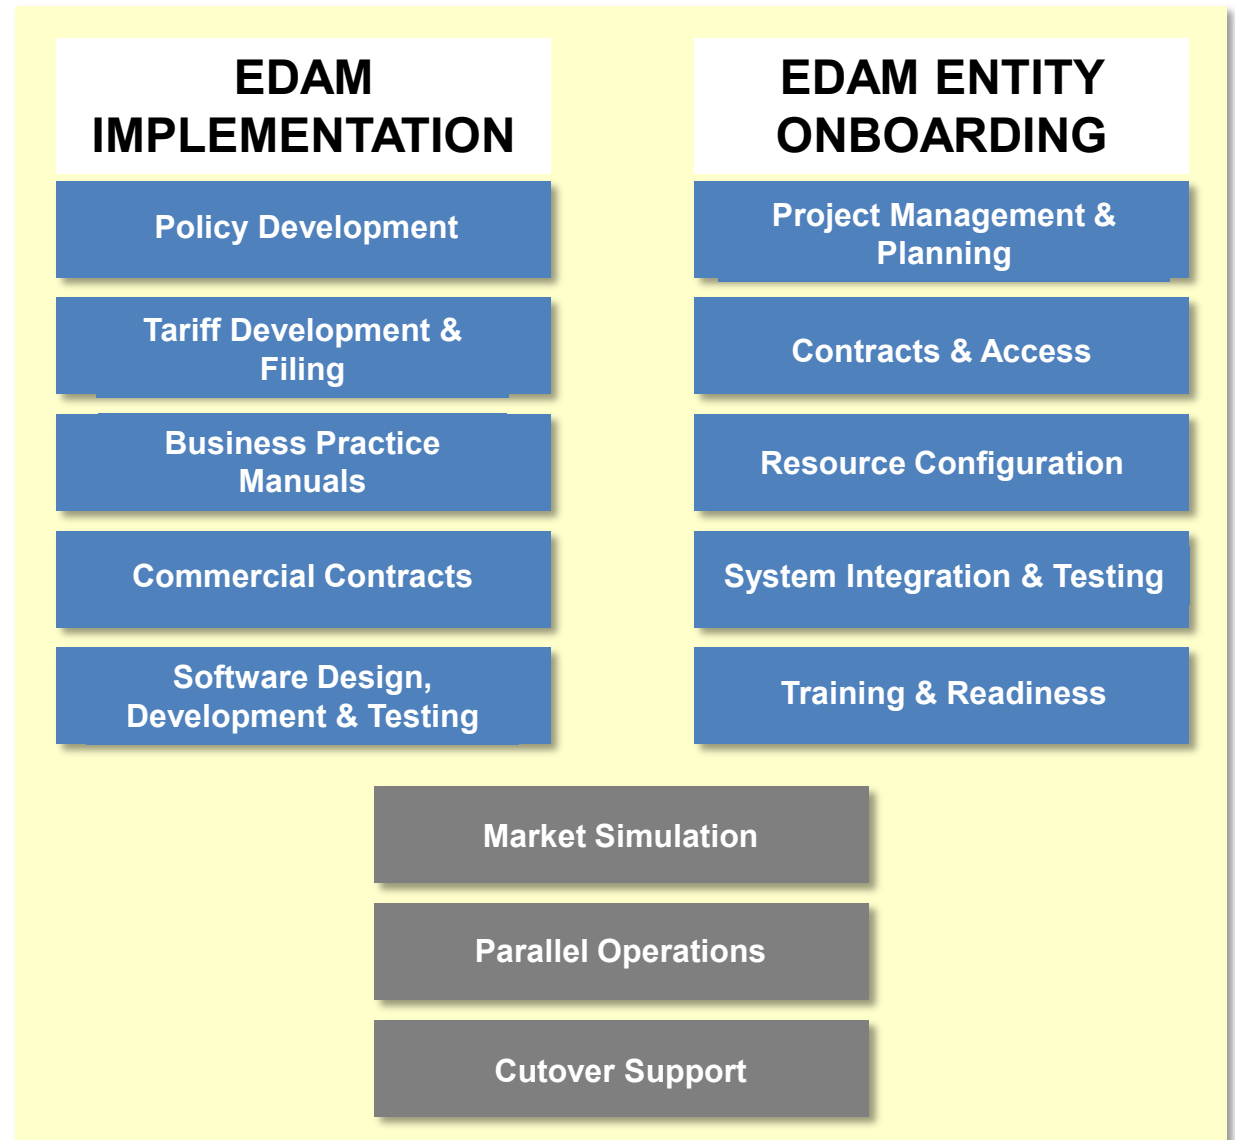 EDAM
IMPLEMENTATION
Policy Development
Tariff Development &
Filing
Business Practice
Manuals
Commercial Contracts
Software Design,
Development & Testing
EDAM ENTITY
ONBOARDING
Project Management &
Planning
Contracts & Access
Resource Configuration
System Integration & Testing
Training & Readiness
Market Simulation
Parallel Operations
Cutover Support